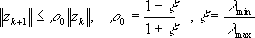 ‖z_{k+1}‖ ≤ ρ_0‖z_k‖, ρ_0 = (1 − ξ)/(1 + ξ), ξ = λ_min/λ_max